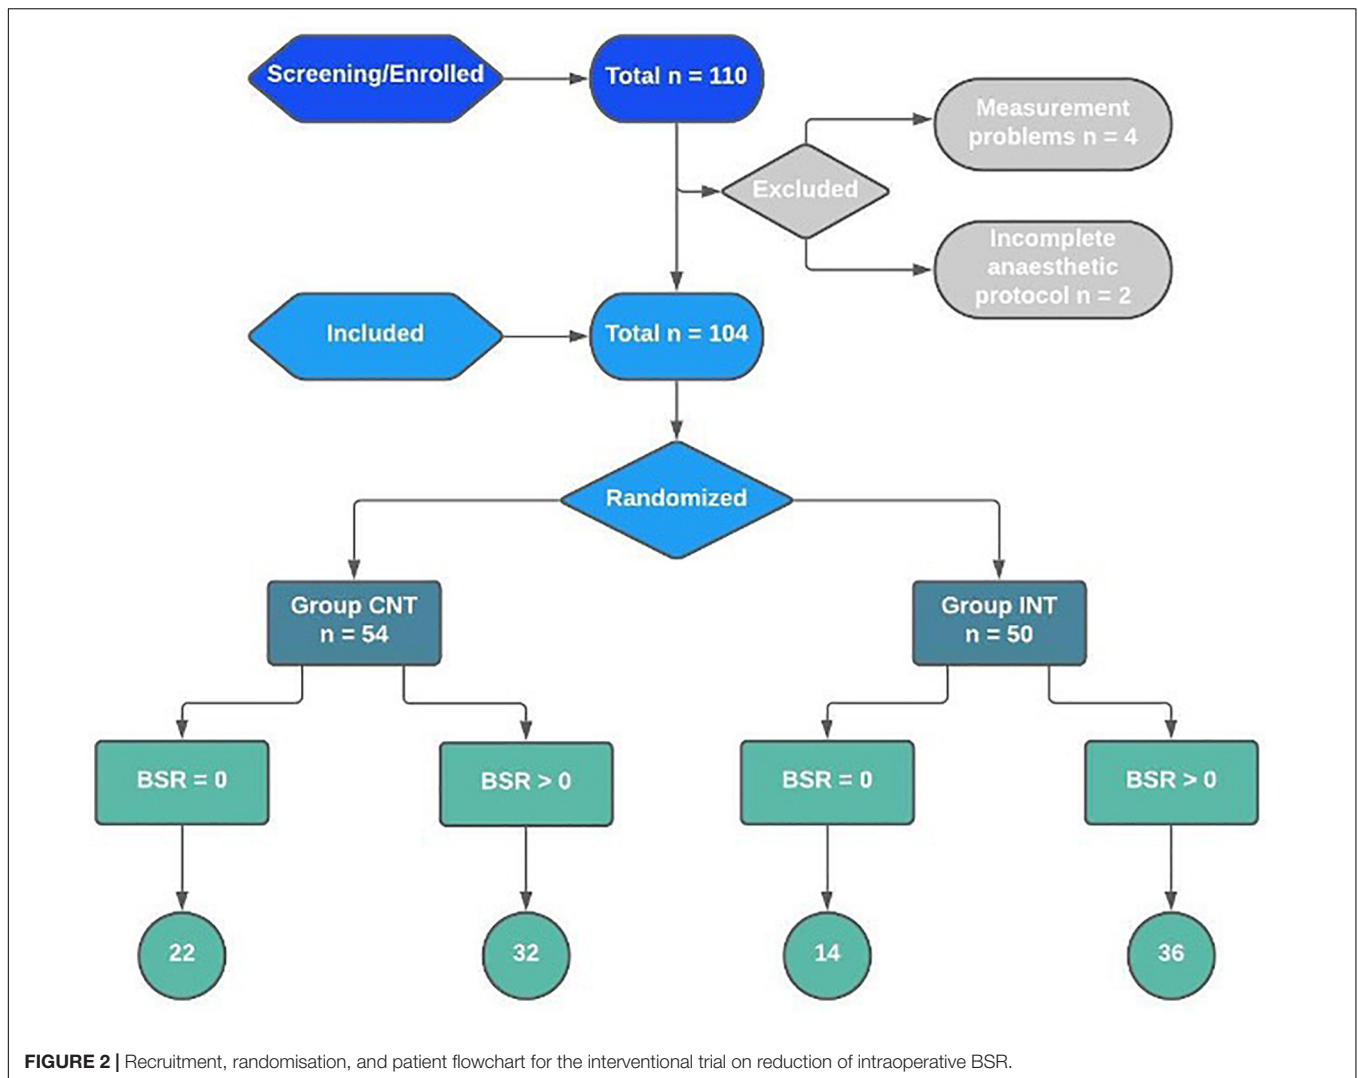 Screening/Enrolled
Total n = 110
Measurement
problems n = 4
Excluded
Incomplete
anaesthetic
protocol n = 2
Included
Total n = 104
Randomized
Group CNT
n = 54
Group INT
n = 50
BSR = 0
BSR > 0
BSR = 0
BSR > 0
22
32
14
36
FIGURE 2 | Recruitment, randomisation, and patient flowchart for the interventional trial on reduction of intraoperative BSR.